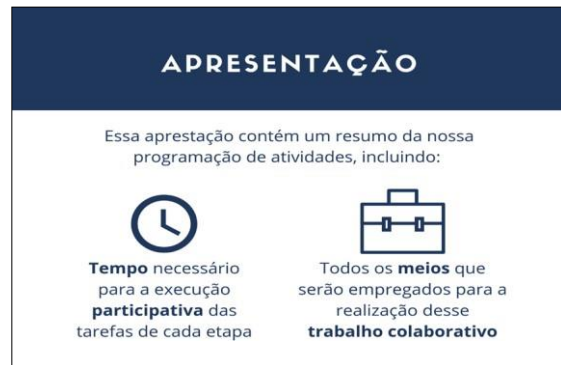 APRESENTAÇÃO
Essa aprestação contém um resumo da nossa
programação de atividades, incluindo:
Tempo necessário
para a execução
participativa das
tarefas de cada etapa
Todos os meios que
serão empregados para a
realização desse
trabalho colaborativo